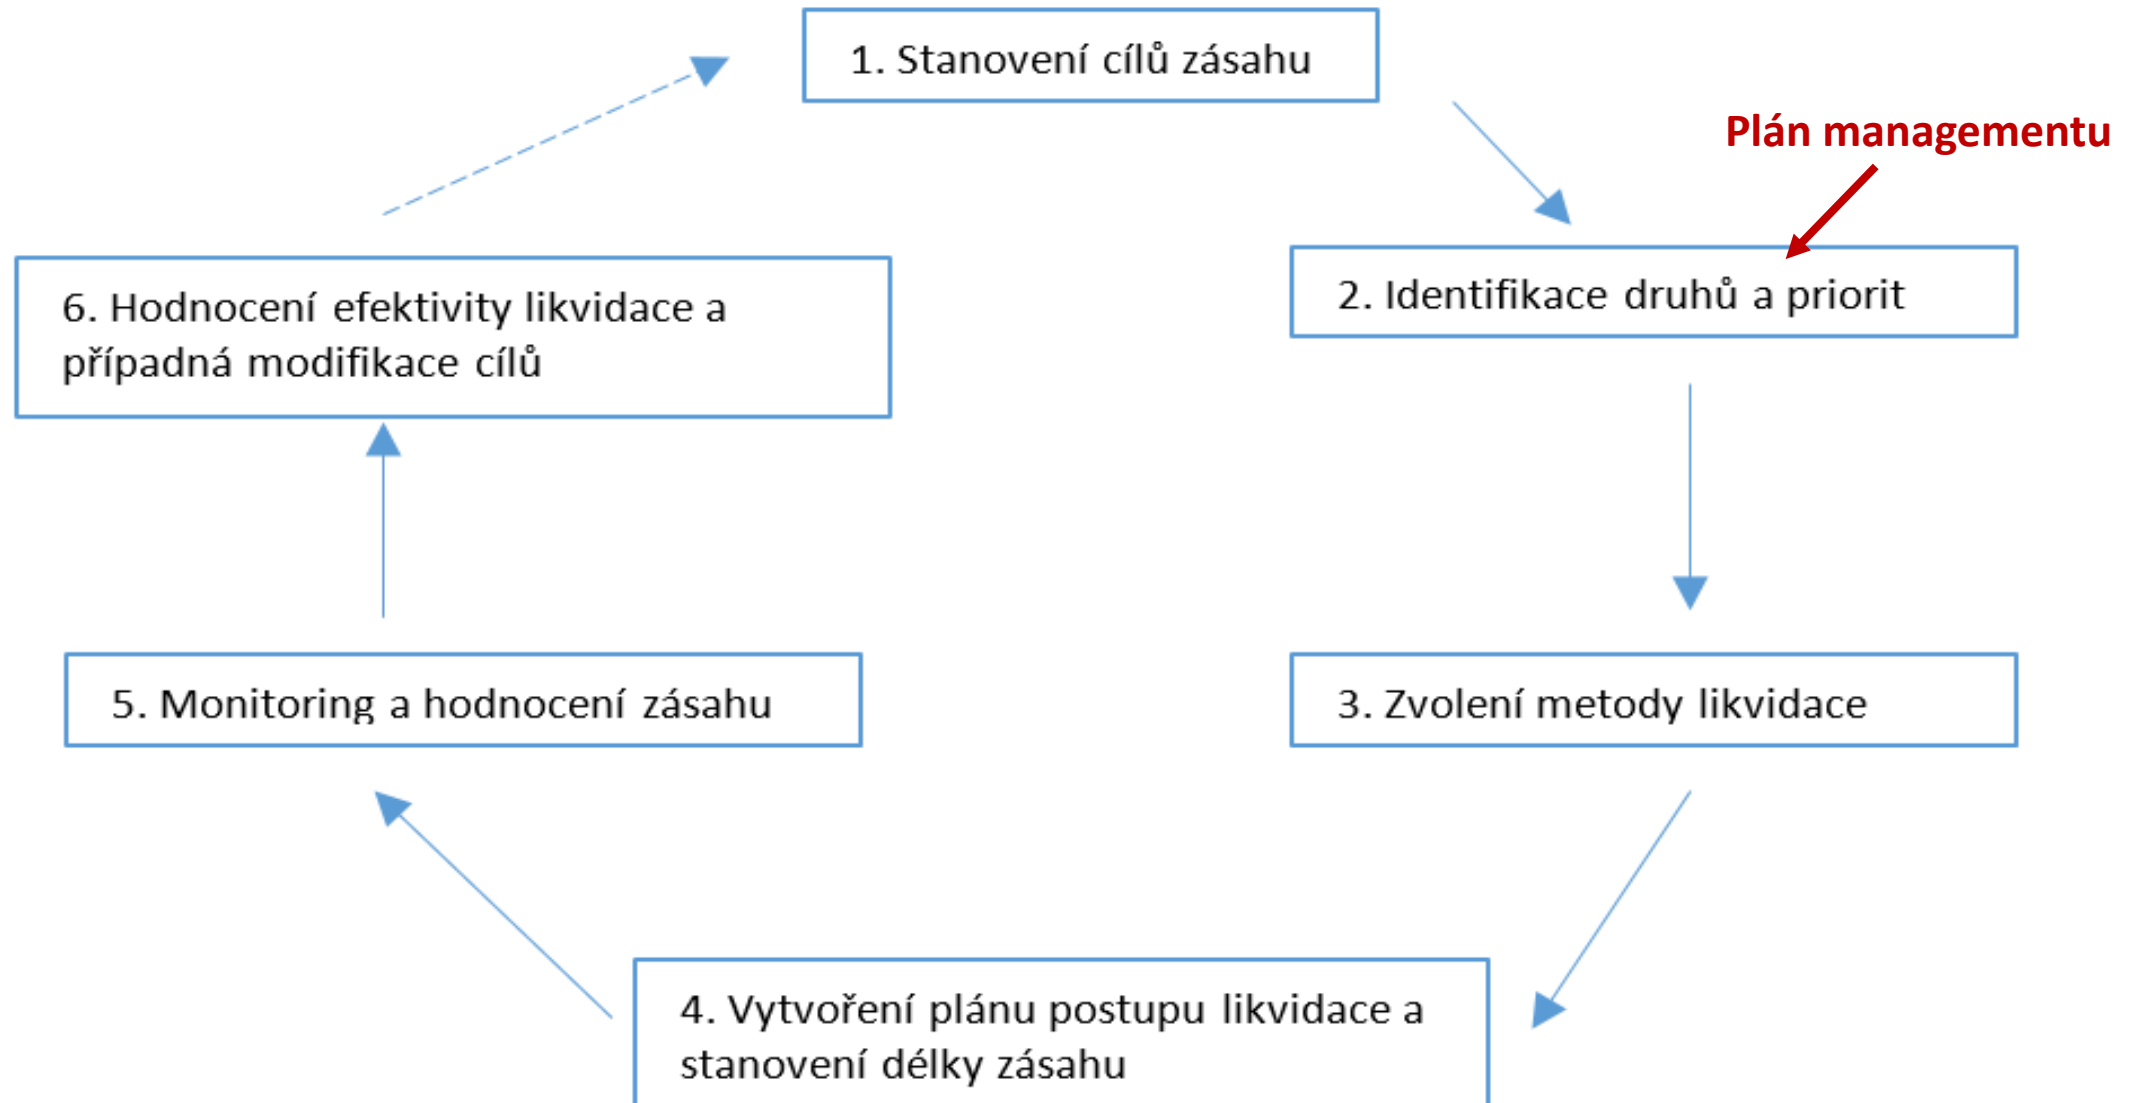 1. Stanovení cílů zásahu
Plán managementu
2. Identifikace druhů a priorit
3. Zvolení metody likvidace
4. Vytvoření plánu postupu likvidace a
stanovení délky zásahu
5. Monitoring a hodnocení zásahu
6. Hodnocení efektivity likvidace a
případná modifikace cílů